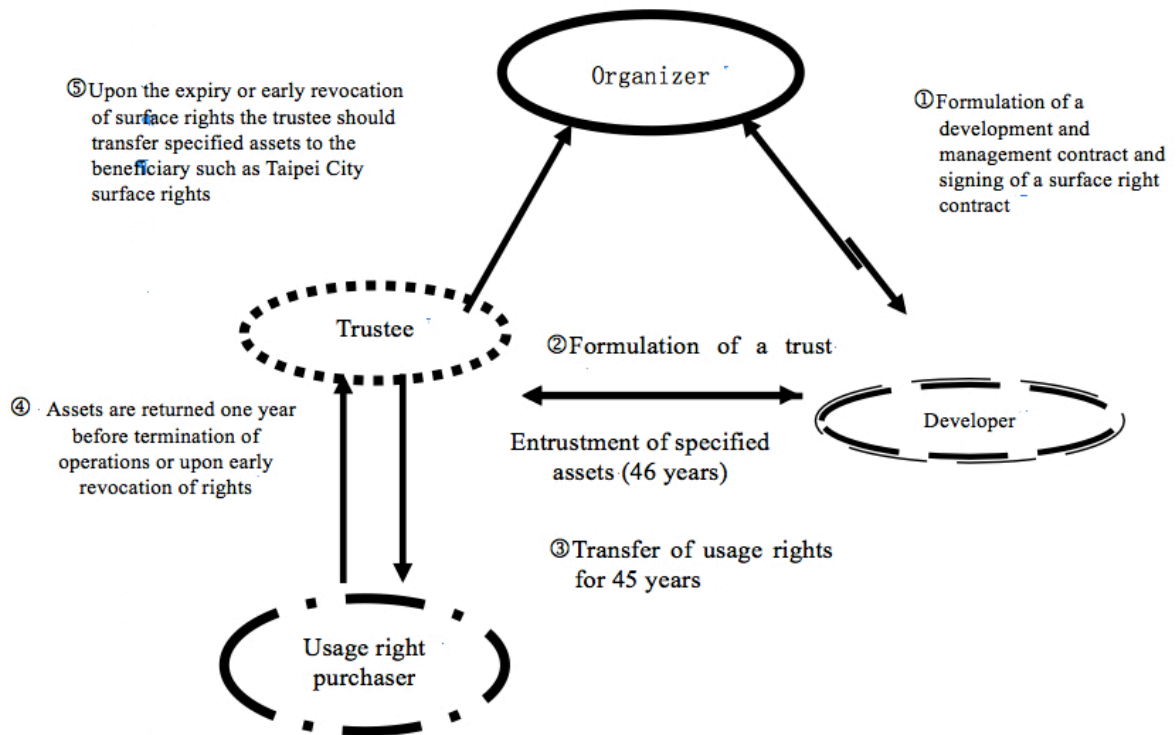 Organizer
⑤Upon the expiry or early revocation
of surface rights the trustee should
transfer specified assets to the
beneficiary such as Taipei City
surface rights
①Formulation of a
development and
management contract and
signing of a surface right
contract
Trustee
②Formulation of a trust
④ Assets are returned one year
before termination of
operations or upon early
revocation of rights
Developer
Entrustment of specified
assets (46 years)
③Transfer of usage rights
for 45 years
Usage right
purchaser